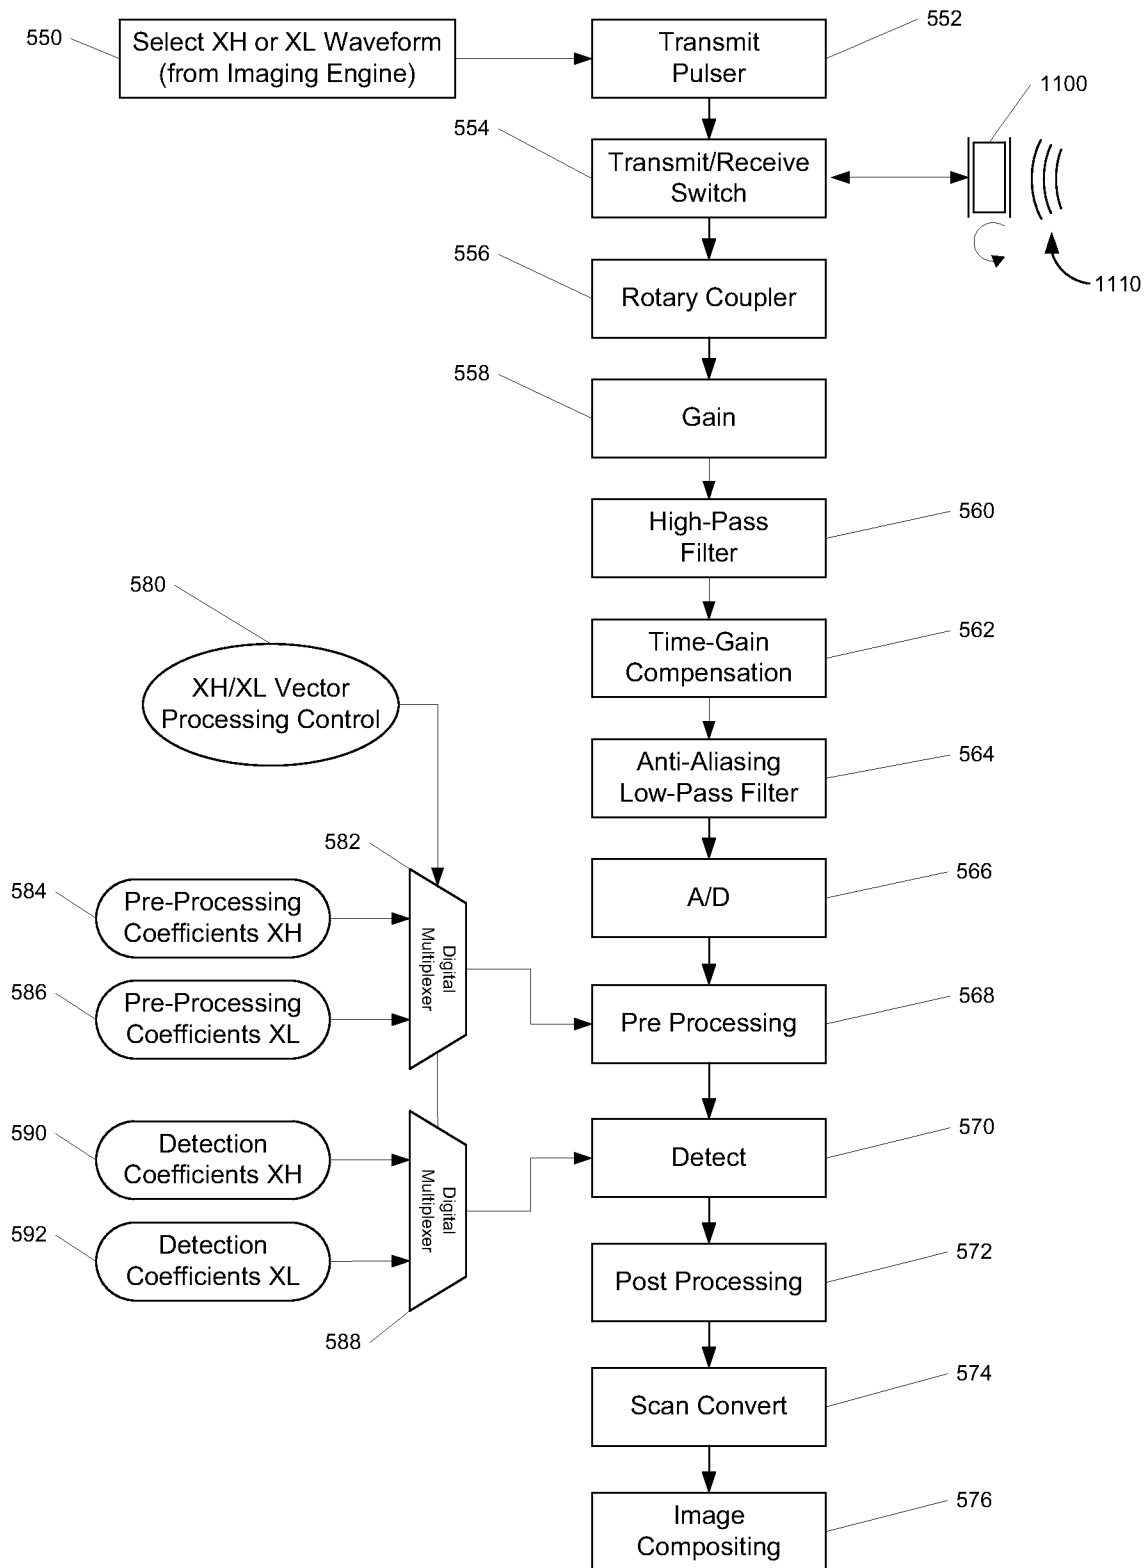 550
Select XH or XL Waveform
(from Imaging Engine)
Transmit
Pulser
552
554
Transmit/Receive
Switch
1100
1110
556
Rotary Coupler
558
Gain
High-Pass
Filter
560
580
XH/XL Vector
Processing Control
Time-Gain
Compensation
562
Anti-Aliasing
Low-Pass Filter
564
582
584
Pre-Processing
Coefficients XH
Digital
Multiplexer
A/D
566
586
Pre-Processing
Coefficients XL
Pre Processing
568
590
Detection
Coefficients XH
Digital
Multiplexer
Detect
570
592
Detection
Coefficients XL
588
Post Processing
572
Scan Convert
574
Image
Compositing
576